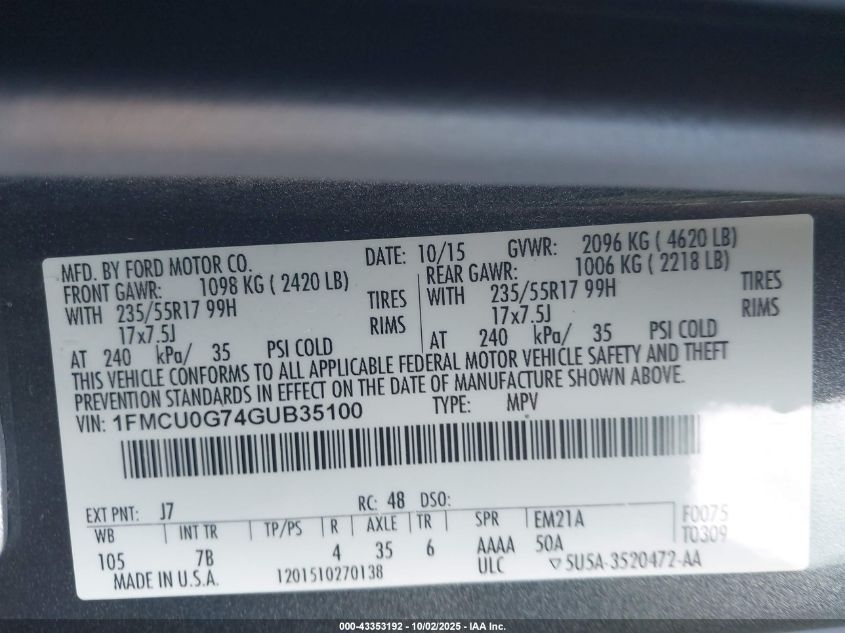 MFD. BY FORD MOTOR CO. DATE: 10/15 GVWR: 2096 KG ( 4620 LB)
FRONT GAWR: 1098 KG ( 2420 LB) REAR GAWR: 1006 KG ( 2218 LB)
WITH 235/55R17 99H TIRES WITH 235/55R17 99H TIRES
17x7.5J RIMS 17x7.5J RIMS
AT 240 kPa/ 35 PSI COLD AT 240 kPa/ 35 PSI COLD
THIS VEHICLE CONFORMS TO ALL APPLICABLE FEDERAL MOTOR VEHICLE SAFETY AND THEFT
PREVENTION STANDARDS IN EFFECT ON THE DATE OF MANUFACTURE SHOWN ABOVE.
VIN: 1FMCU0G74GUB35100 TYPE: MPV
EXT PNT: J7 RC: 48 DSO: F0075
WB INT TR TP/PS R AXLE TR SPR EM21A T0309
105 7B 4 35 6 AAAA 50A
MADE IN U.S.A. 1201510270138 ULC ▽5U5A-3520472-AA
000-43353192 - 10/02/2025 - IAA Inc.